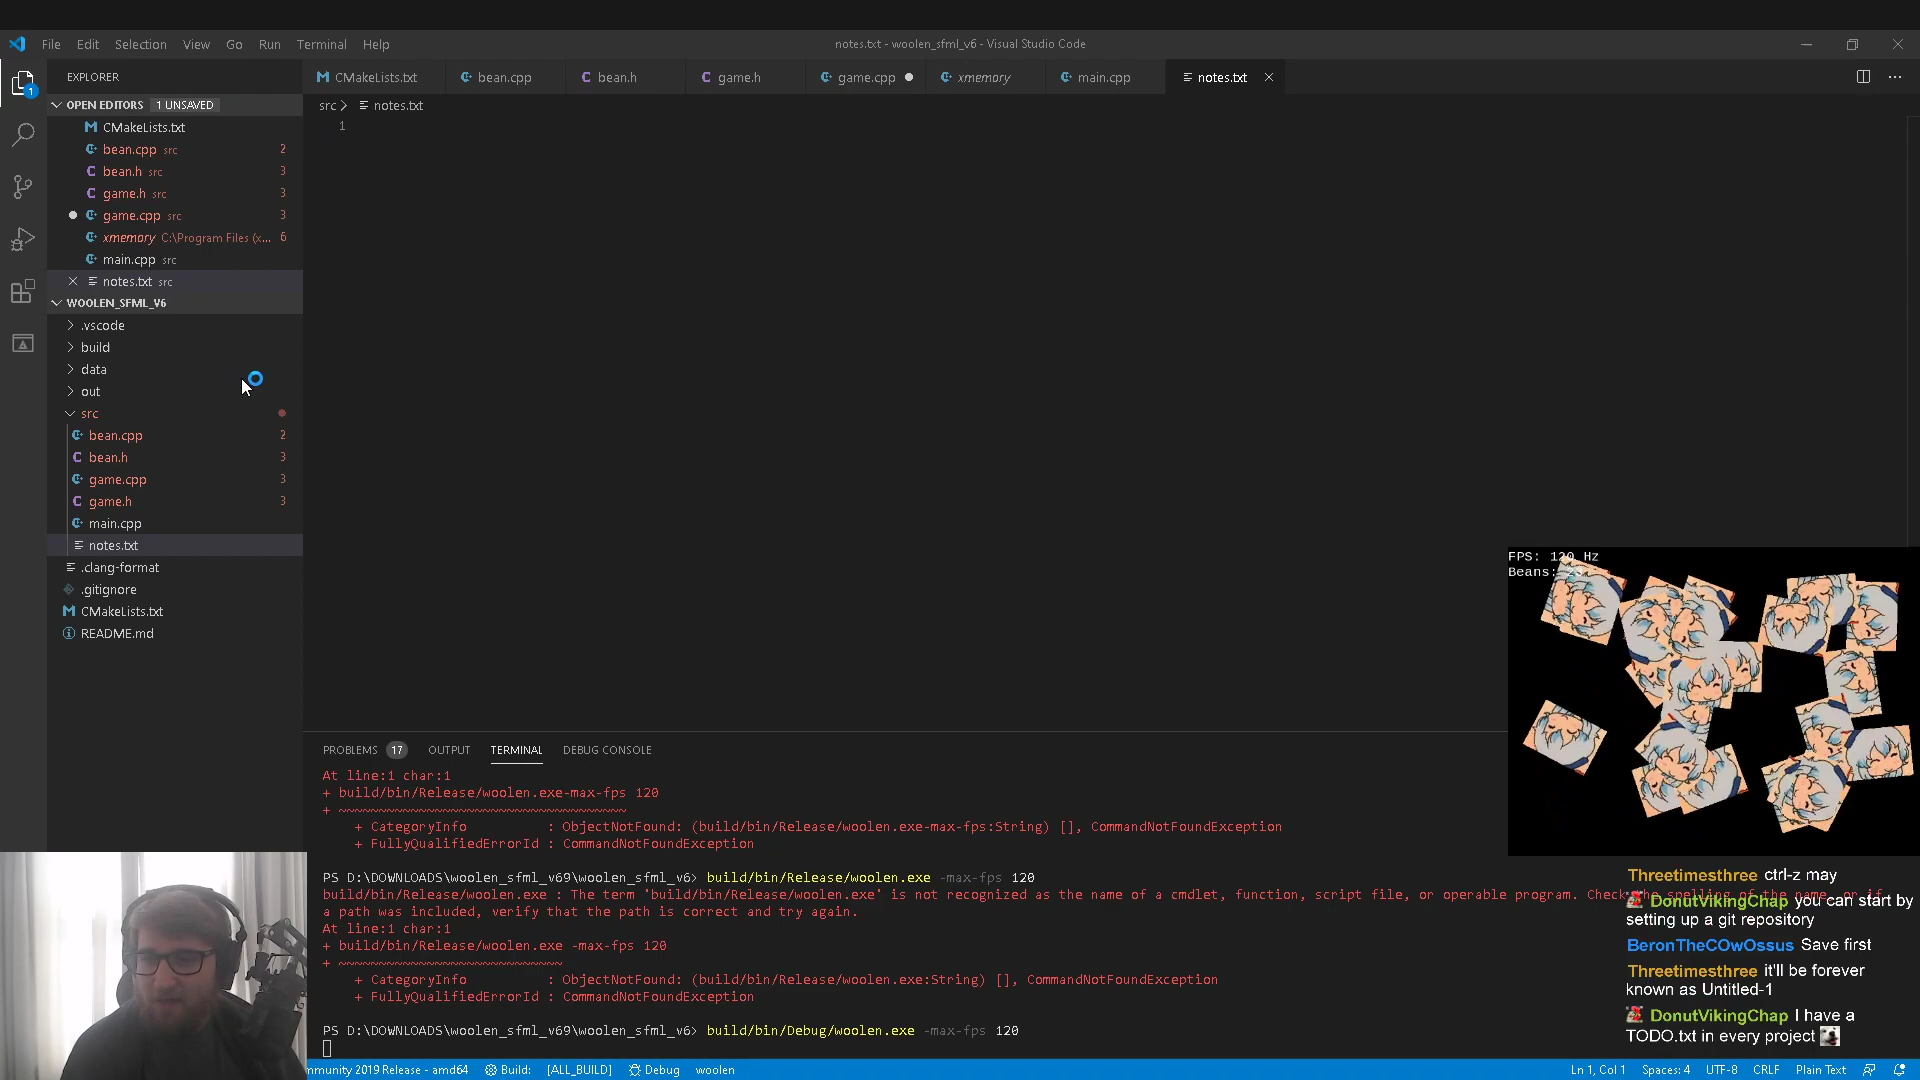 File Edit Selection View Go Run Terminal Help
notes.txt - woolen_sfml_v6 - Visual Studio Code
EXPLORER
CMakeLists.txt bean.cpp bean.h game.h game.cpp xmemory main.cpp notes.txt
OPEN EDITORS 1 UNSAVED
src > notes.txt
1
CMakeLists.txt
bean.cpp src 2
bean.h src 3
game.h src 3
game.cpp src 3
xmemory C:\Program Files (x... 6
main.cpp src
notes.txt src
WOOLEN_SFML_V6
.vscode
build
data
out
src
bean.cpp 2
bean.h 3
game.cpp 3
game.h 3
main.cpp
notes.txt
.clang-format
.gitignore
CMakeLists.txt
README.md
1
FPS: 120 Hz
Beans:
PROBLEMS 17 OUTPUT TERMINAL DEBUG CONSOLE
At line:1 char:1
+ build/bin/Release/woolen.exe-max-fps 120
+ ~~~~~~~~~~~~~~~~~~~~~~~~~~~~~~~~~~~~
+ CategoryInfo : ObjectNotFound: (build/bin/Release/woolen.exe-max-fps:String) [], CommandNotFoundException
+ FullyQualifiedErrorId : CommandNotFoundException
PS D:\DOWNLOADS\woolen_sfml_v69\woolen_sfml_v6> build/bin/Release/woolen.exe -max-fps 120
build/bin/Release/woolen.exe : The term 'build/bin/Release/woolen.exe' is not recognized as the name of a cmdlet, function, script file, or operable program. Check the spelling of the name, or if
a path was included, verify that the path is correct and try again.
At line:1 char:1
+ build/bin/Release/woolen.exe -max-fps 120
+ ~~~~~~~~~~~~~~~~~~~~~~~~~~~~
+ CategoryInfo : ObjectNotFound: (build/bin/Release/woolen.exe:String) [], CommandNotFoundException
+ FullyQualifiedErrorId : CommandNotFoundException
PS D:\DOWNLOADS\woolen_sfml_v69\woolen_sfml_v6> build/bin/Debug/woolen.exe -max-fps 120
Threetimesthree ctrl-z may
DonutVikingChap you can start by
setting up a git repository
BeronTheCOwOssus Save first
Threetimesthree it'll be forever
known as Untitled-1
DonutVikingChap I have a
TODO.txt in every project
mmunity 2019 Release - amd64 Build: [ALL_BUILD] Debug woolen
Ln 1, Col 1 Spaces: 4 UTF-8 CRLF Plain Text